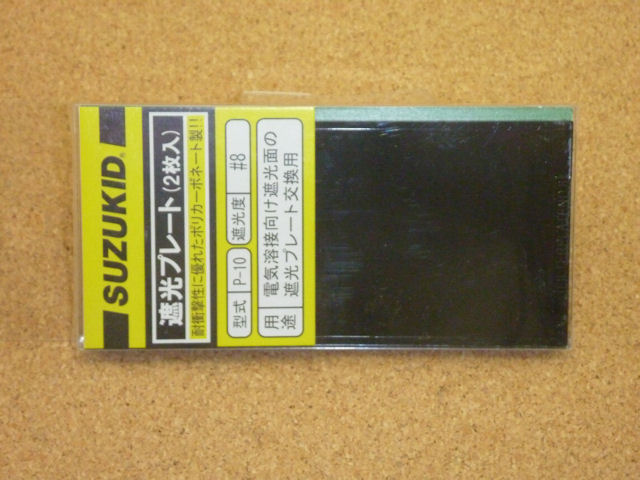 SUZUKID®
遮光プレート(2枚入)
耐衝撃性に優れたポリカーボネート製!!
型式 P-10 遮光度 #8
用途 電気溶接向け遮光面の
遮光プレート交換用